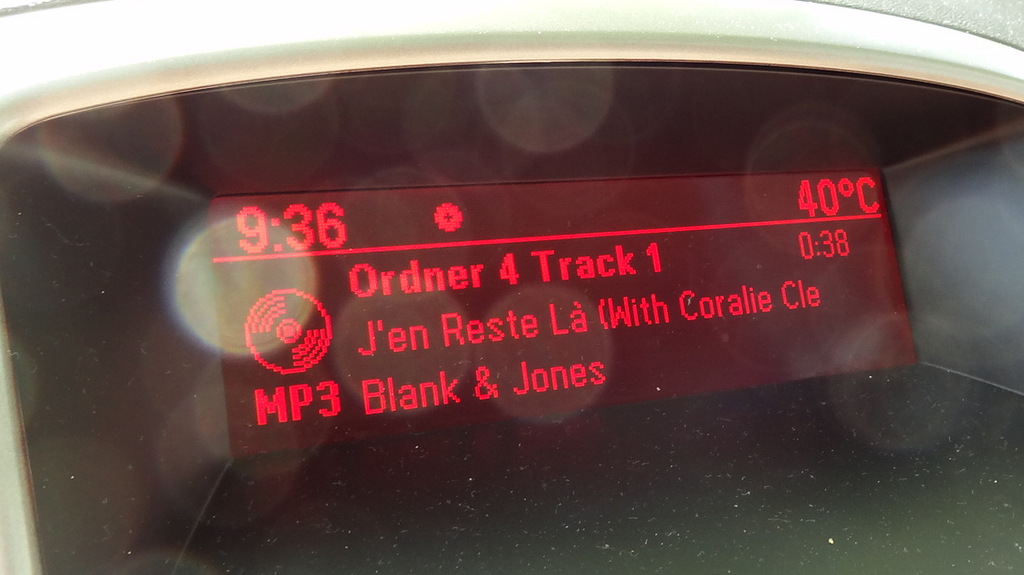 9:36 40°C
Ordner 4 Track 1 0:38
J'en Reste Là (With Coralie Cle
MP3 Blank & Jones